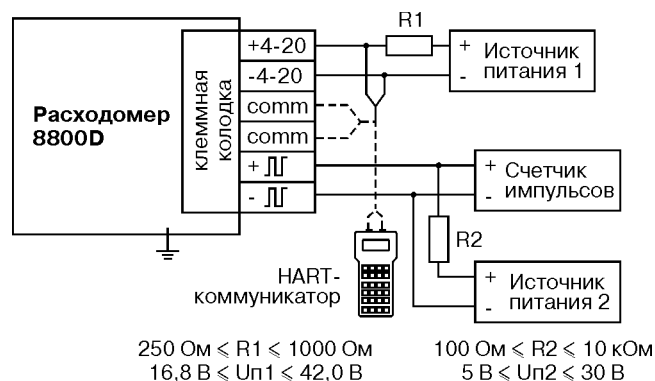 Расходомер
8800D
клеммная
колодка
+4-20
-4-20
comm
comm
+
-
R1
+
-
Источник
питания 1
+
-
Счетчик
импульсов
R2
+
-
Источник
питания 2
HART-
коммуникатор
250 Ом ⩽ R1 ⩽ 1000 Ом
16,8 В ⩽ Uп1 ⩽ 42,0 В
100 Ом ⩽ R2 ⩽ 10 кОм
5 В ⩽ Uп2 ⩽ 30 В